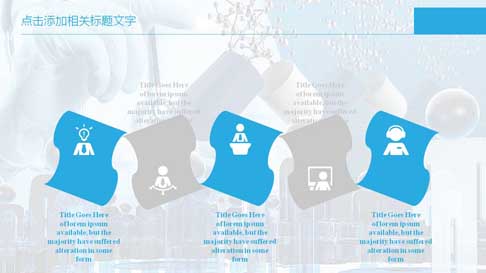 点击添加相关标题文字
Title Goes Here
of lorem ipsum
available, but the
majority have suffered
alteration in some
Title Goes Here
of lorem ipsum
available, but the
majority have suffered
alteration
Title Goes Here
of lorem ipsum
available, but the
majority have suffered
alteration in some
form
Title Goes Here
of lorem ipsum
available, but the
majority have suffered
alteration in some
form
Title Goes Here
of lorem ipsum
available, but the
majority have suffered
alteration in some
form